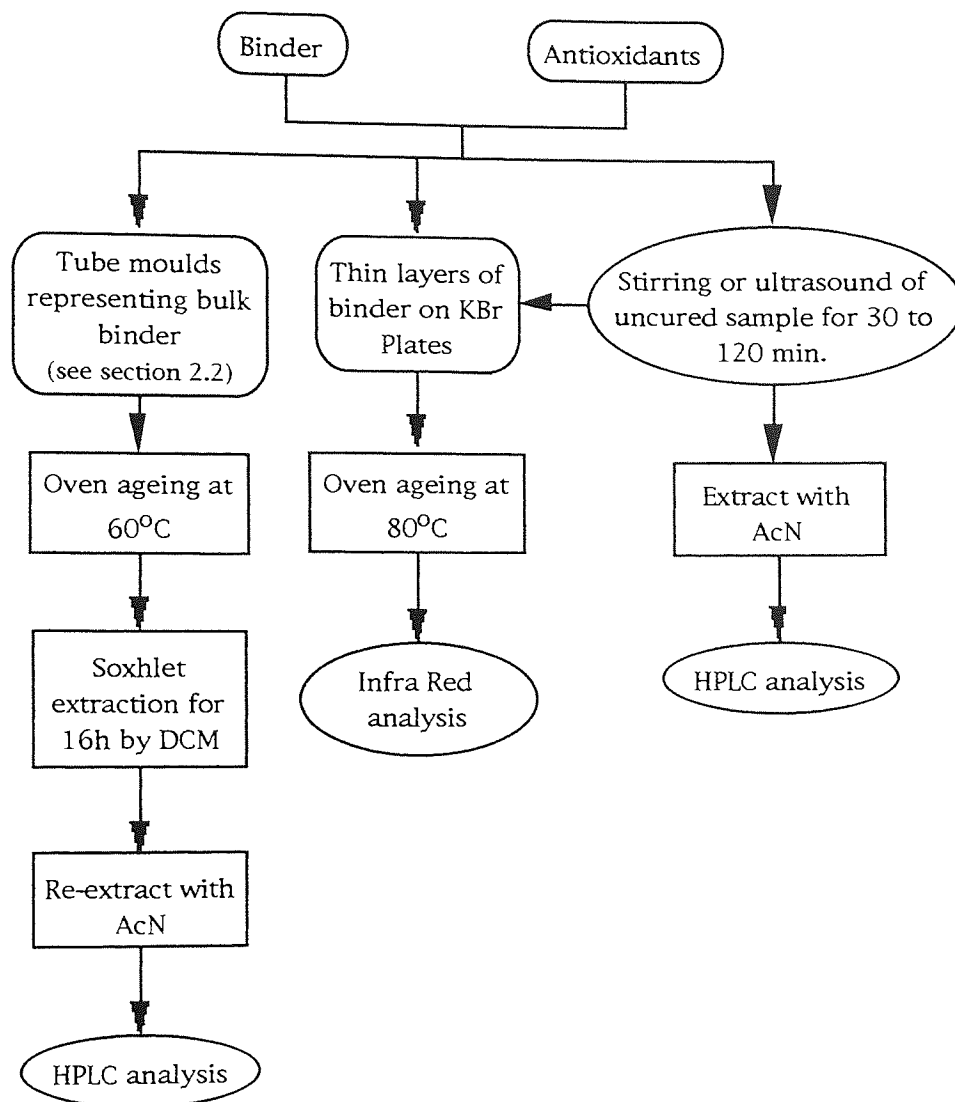 Binder
Antioxidants
Tube moulds
representing bulk
binder
(see section 2.2)
Thin layers of
binder on KBr
Plates
Stirring or ultrasound of
uncured sample for 30 to
120 min.
Oven ageing at
60°C
Oven ageing at
80°C
Extract with
AcN
Soxhlet
extraction for
16h by DCM
Infra Red
analysis
HPLC analysis
Re-extract with
AcN
HPLC analysis